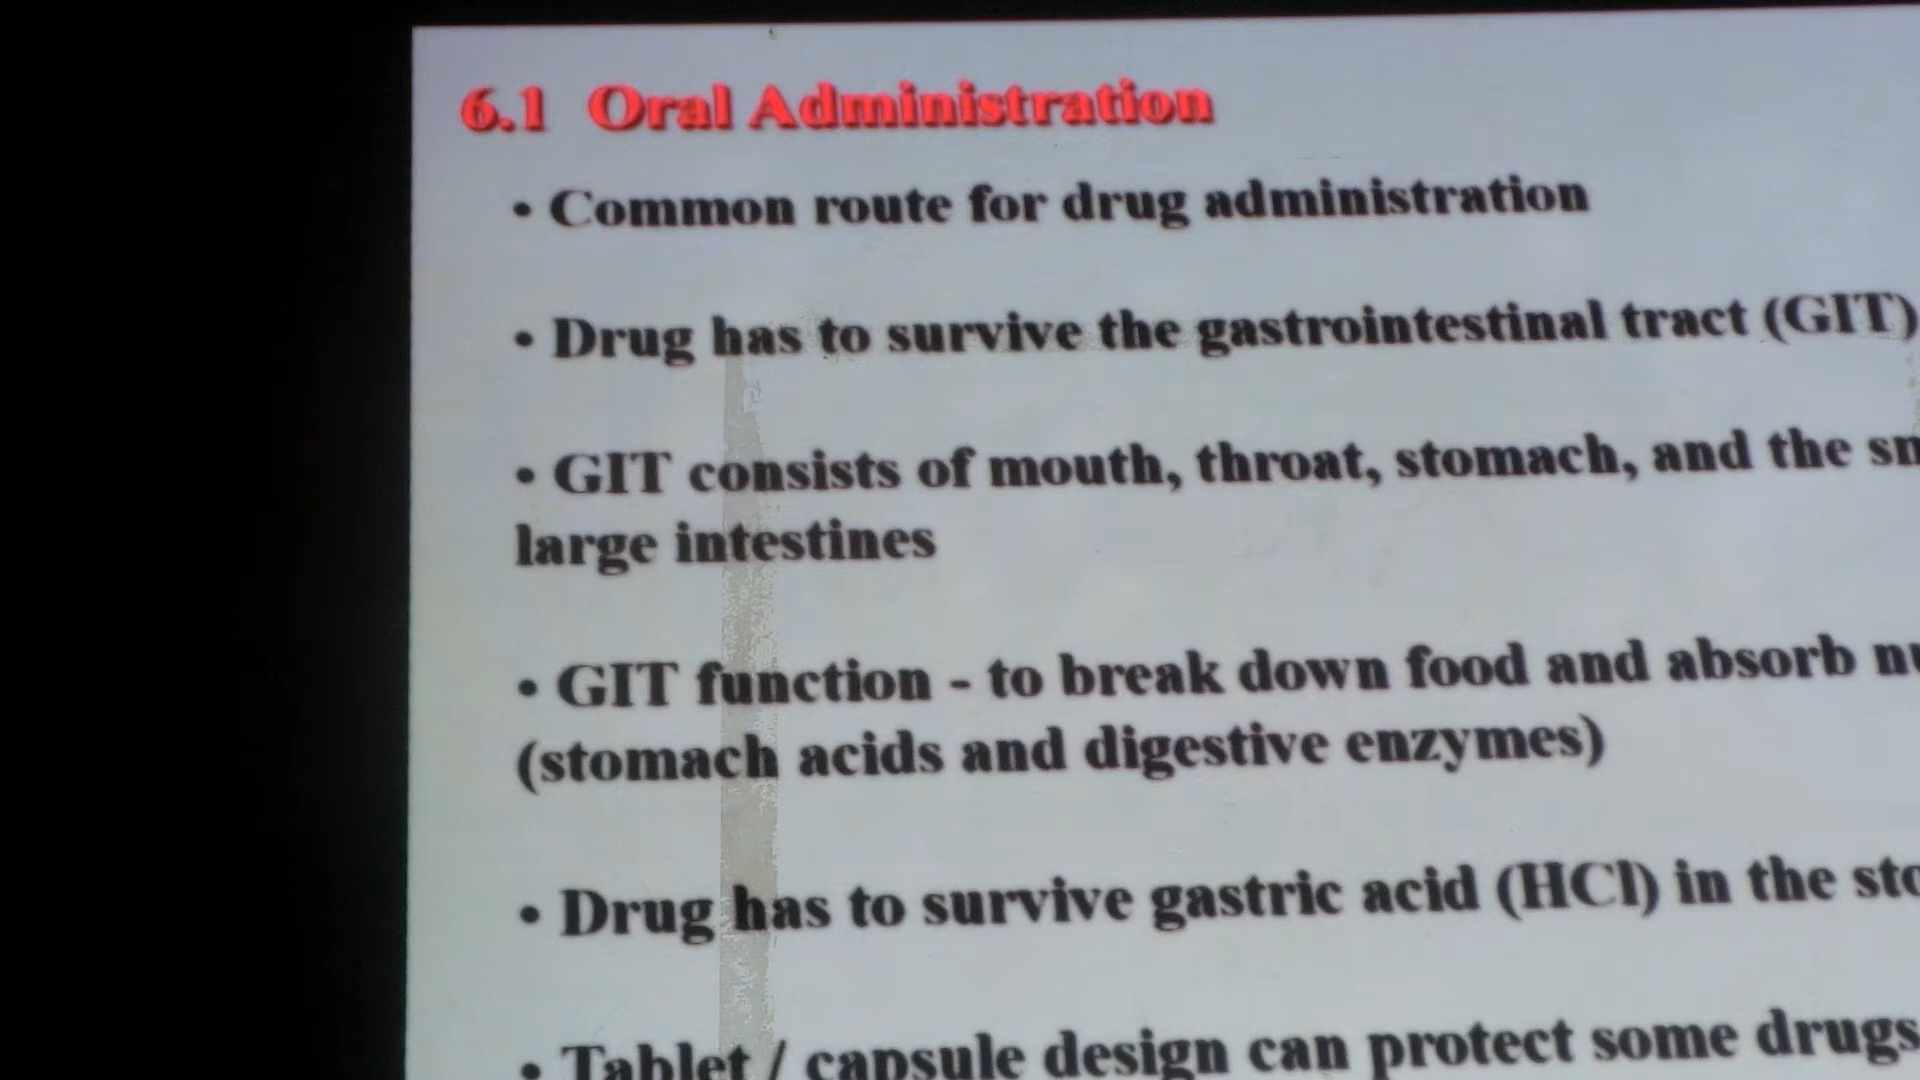 6.1 Oral Administration
• Common route for drug administration
• Drug has to survive the gastrointestinal tract (GIT)
• GIT consists of mouth, throat, stomach, and the
large intestines
• GIT function - to break down food and absorb
(stomach acids and digestive enzymes)
• Drug has to survive gastric acid (HCl) in the
• Tablet / capsule design can protect some drugs